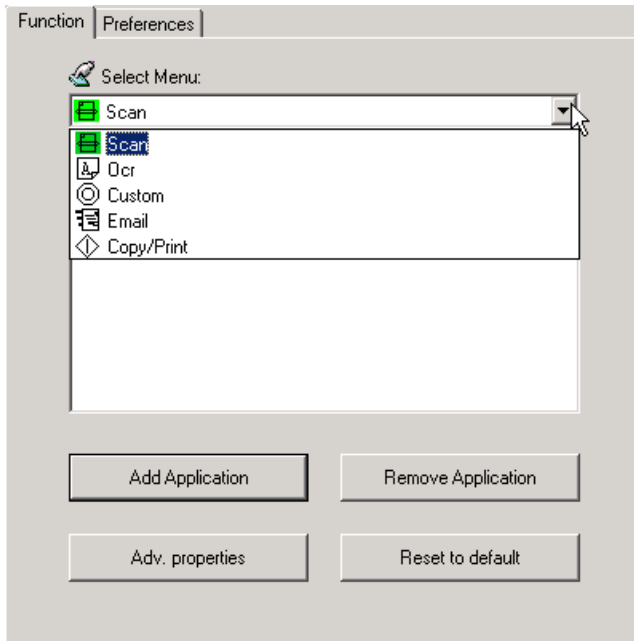 Function Preferences
Select Menu:
Scan
Scan
Ocr
Custom
Email
Copy/Print
Add Application Remove Application
Adv. properties Reset to default